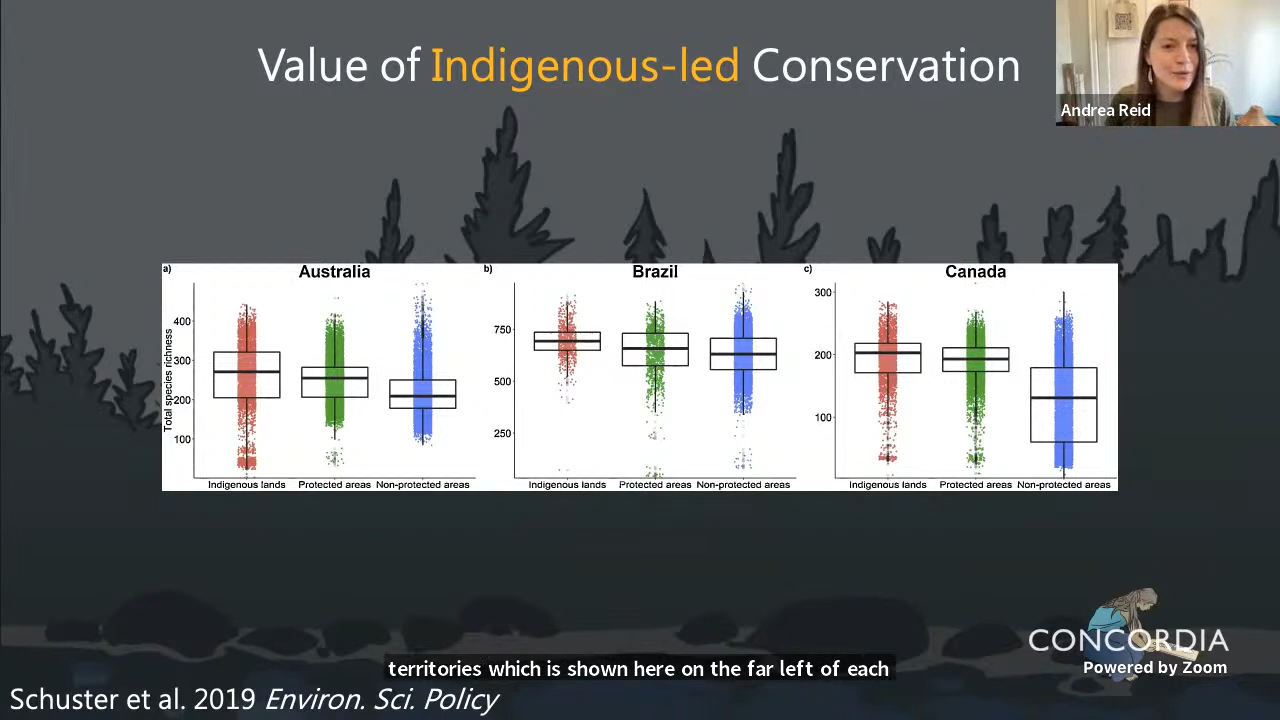 Value of Indigenous-led Conservation
Andrea Reid
a)
Australia
b)
Brazil
c)
Canada
Total species richness
400
300
200
100
Indigenous lands
Protected areas
Non-protected areas
750
500
250
Indigenous lands
Protected areas
Non-protected areas
300
200
100
Indigenous lands
Protected areas
Non-protected areas
CONCORDIA
Powered by Zoom
territories which is shown here on the far left of each
Schuster et al. 2019 Environ. Sci. Policy